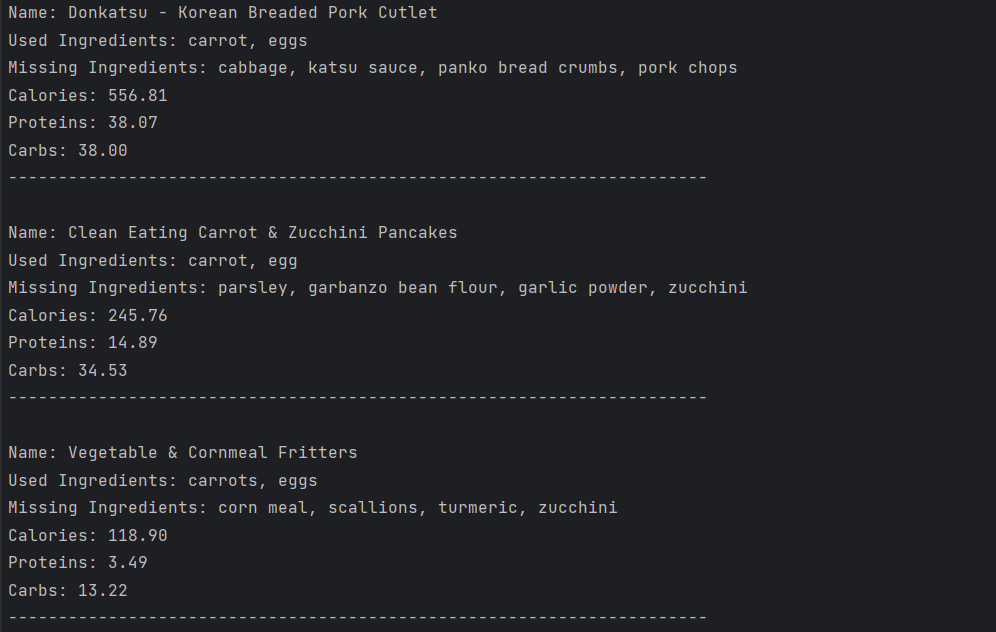 Name: Donkatsu - Korean Breaded Pork Cutlet
Used Ingredients: carrot, eggs
Missing Ingredients: cabbage, katsu sauce, panko bread crumbs, pork chops
Calories: 556.81
Proteins: 38.07
Carbs: 38.00
----------------------------------------------------------------------
Name: Clean Eating Carrot & Zucchini Pancakes
Used Ingredients: carrot, egg
Missing Ingredients: parsley, garbanzo bean flour, garlic powder, zucchini
Calories: 245.76
Proteins: 14.89
Carbs: 34.53
----------------------------------------------------------------------
Name: Vegetable & Cornmeal Fritters
Used Ingredients: carrots, eggs
Missing Ingredients: corn meal, scallions, turmeric, zucchini
Calories: 118.90
Proteins: 3.49
Carbs: 13.22
----------------------------------------------------------------------